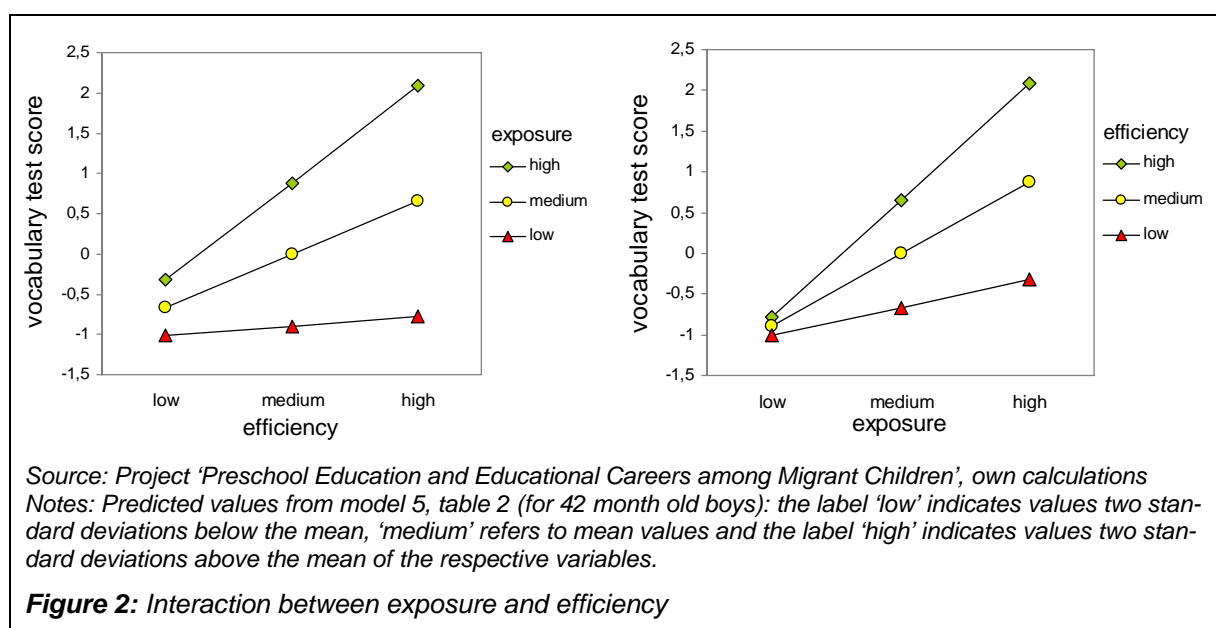 2,5
2
1,5
1
0,5
0
-0,5
-1
-1,5
vocabulary test score
low
medium
high
efficiency
exposure
high
medium
low
2,5
2
1,5
1
0,5
0
-0,5
-1
-1,5
vocabulary test score
low
medium
high
exposure
efficiency
high
medium
low
Source: Project ‘Preschool Education and Educational Careers among Migrant Children’, own calculations
Notes: Predicted values from model 5, table 2 (for 42 month old boys): the label ‘low’ indicates values two stan-
dard deviations below the mean, ‘medium’ refers to mean values and the label ‘high’ indicates values two stan-
dard deviations above the mean of the respective variables.
Figure 2: Interaction between exposure and efficiency